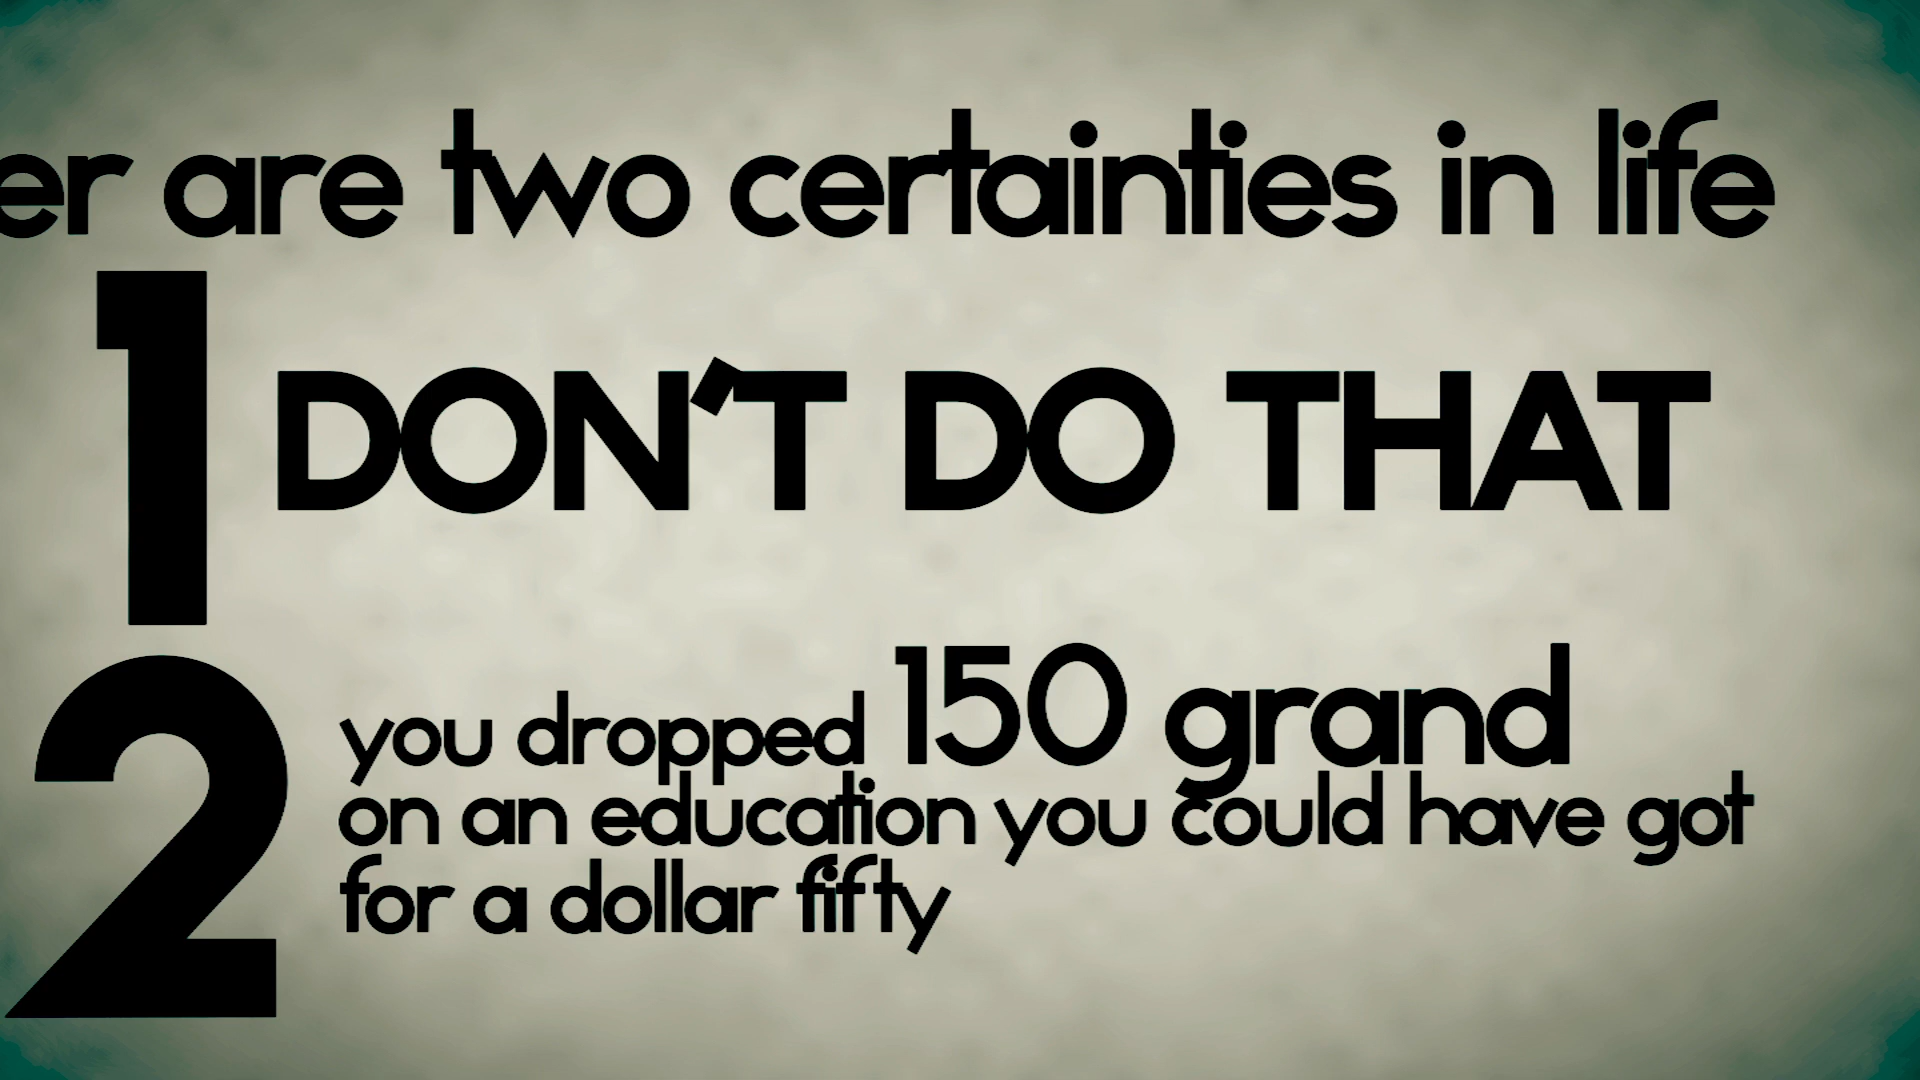 er are two certainties in life
1 DON'T DO THAT
2
you dropped 150 grand
on an education you could have got
for a dollar fifty